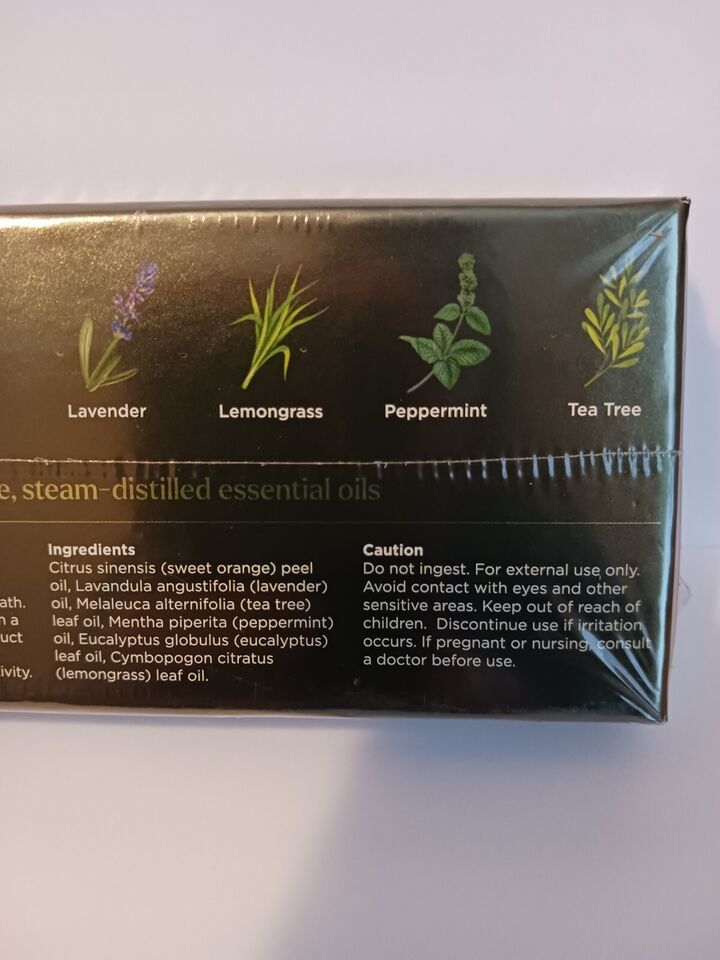 Lavender
Lemongrass
Peppermint
Tea Tree
steam-distilled essential oils
Ingredients
Citrus sinensis (sweet orange) peel
oil, Lavandula angustifolia (lavender)
oil, Melaleuca alternifolia (tea tree)
leaf oil, Mentha piperita (peppermint)
oil, Eucalyptus globulus (eucalyptus)
leaf oil, Cymbopogon citratus
(lemongrass) leaf oil.
Caution
Do not ingest. For external use only.
Avoid contact with eyes and other
sensitive areas. Keep out of reach of
children. Discontinue use if irritation
occurs. If pregnant or nursing, consult
a doctor before use.